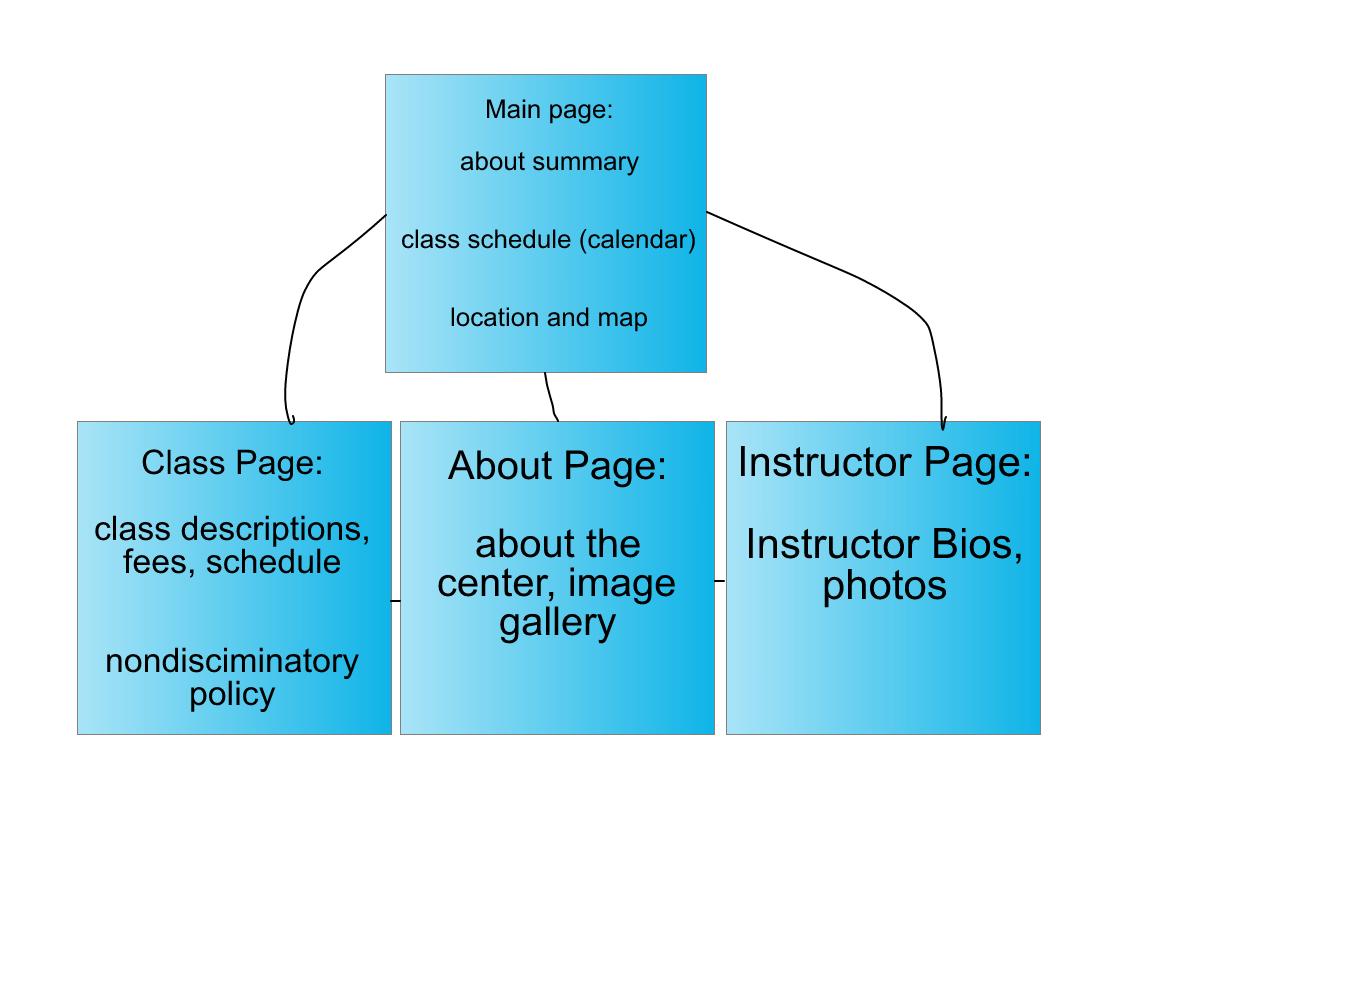 Main page:
about summary
class schedule (calendar)
location and map
Class Page:
class descriptions,
fees, schedule
nondisciminatory
policy
About Page:
about the
center, image
gallery
Instructor Page:
Instructor Bios,
photos